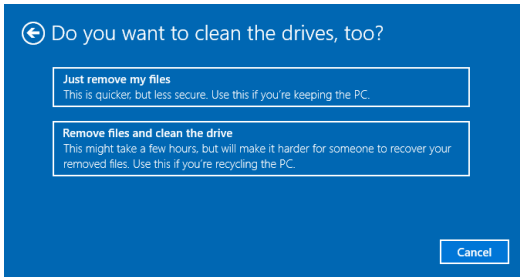 Do you want to clean the drives, too?
Just remove my files
This is quicker, but less secure. Use this if you're keeping the PC.
Remove files and clean the drive
This might take a few hours, but will make it harder for someone to recover your
removed files. Use this if you're recycling the PC.
Cancel